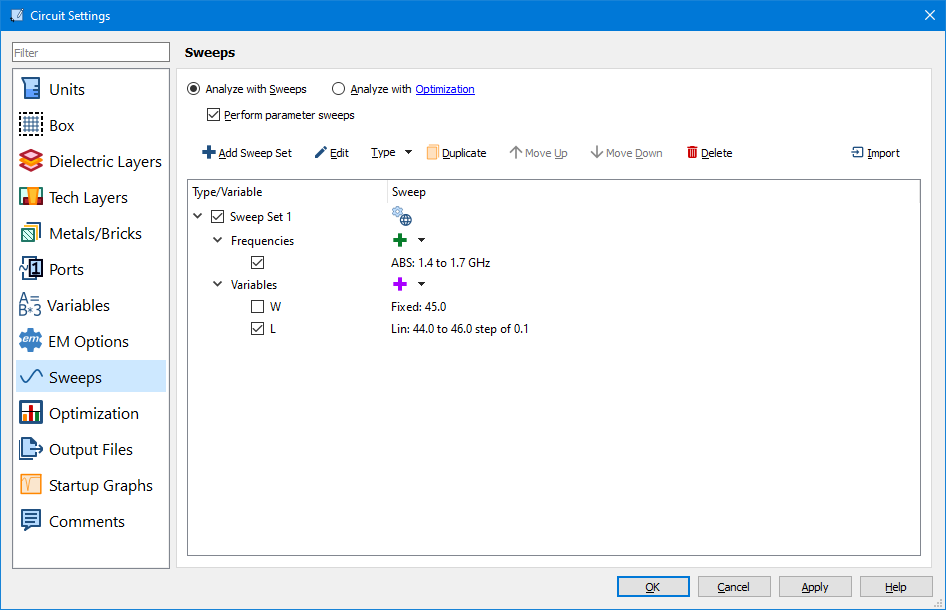 Circuit Settings
Filter
Units
Box
Dielectric Layers
Tech Layers
Metals/Bricks
Ports
A=
B*3
Variables
em
EM Options
Sweeps
Optimization
Output Files
Startup Graphs
Comments
Sweeps
Analyze with Sweeps Analyze with Optimization
Perform parameter sweeps
Add Sweep Set Edit Type Duplicate Move Up Move Down Delete Import
Type/Variable Sweep
Sweep Set 1
Frequencies
ABS: 1.4 to 1.7 GHz
Variables
W Fixed: 45.0
L Lin: 44.0 to 46.0 step of 0.1
OK Cancel Apply Help